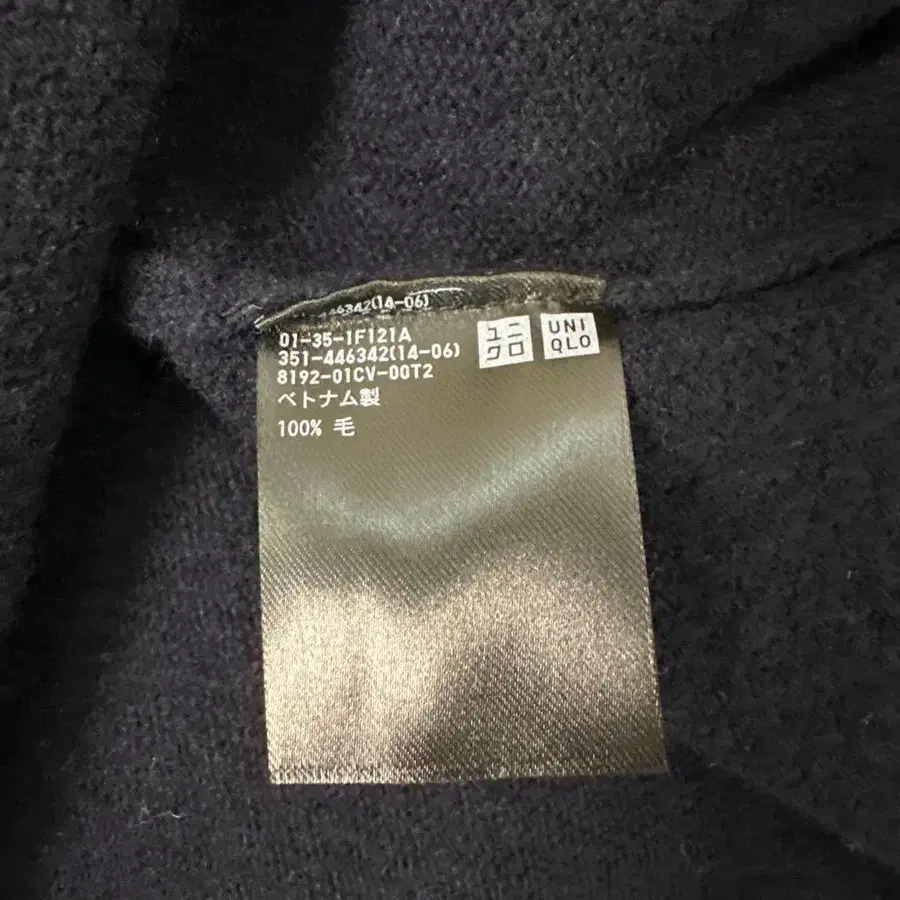 446342(14-06)
01-35-1F121A
351-446342(14-06)
8192-01CV-00T2
ベトナム製
100% 毛
ユニ
クロ
UNI
QLO